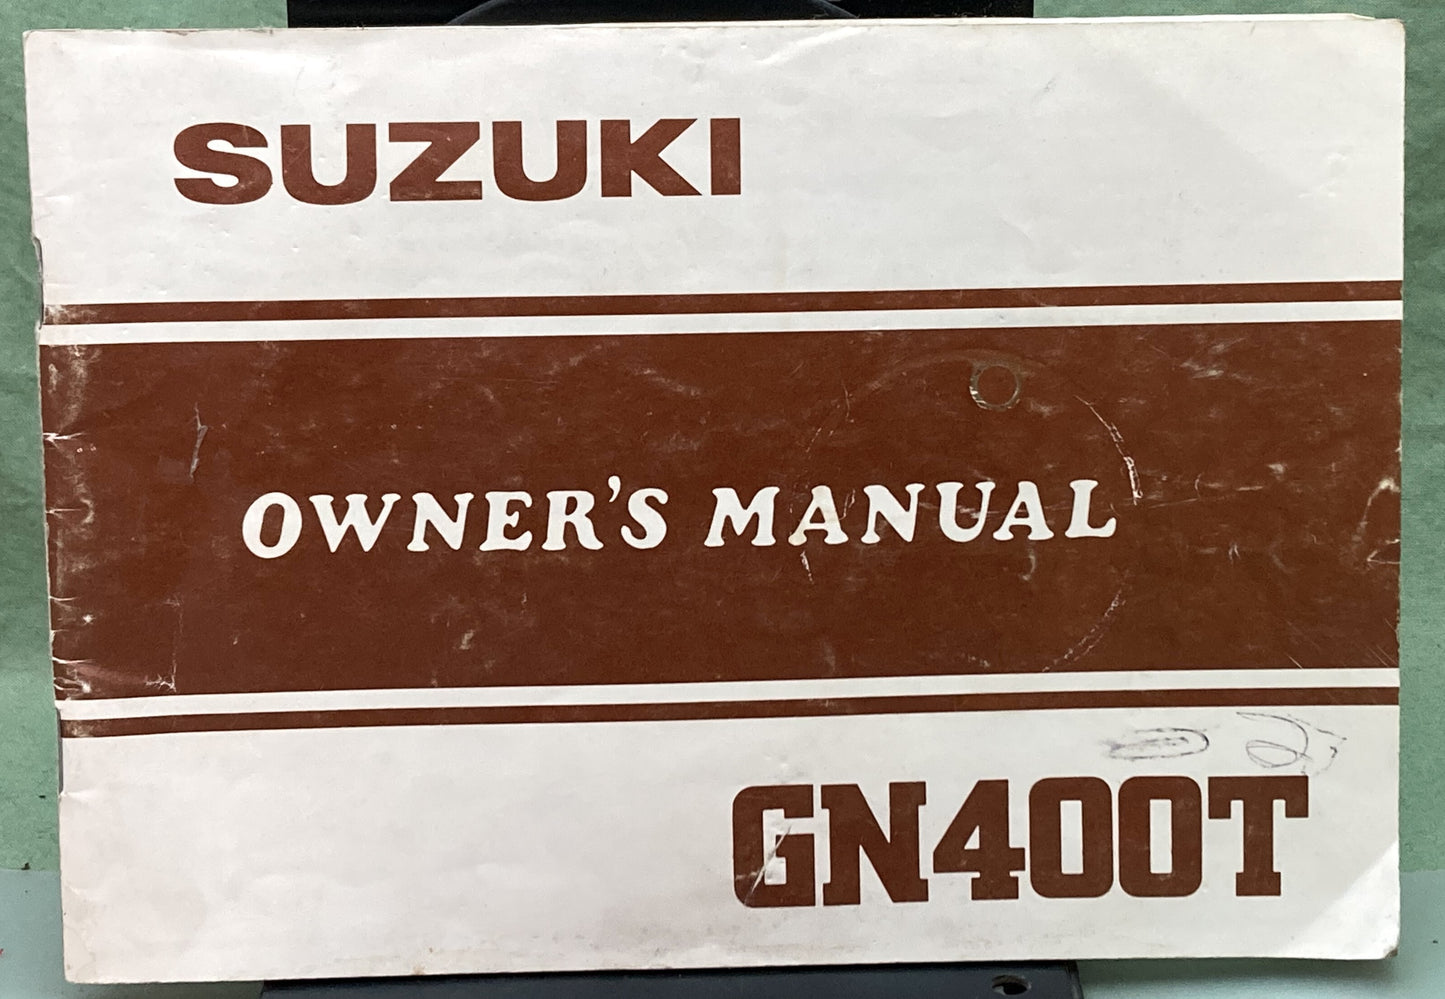 SUZUKI
OWNER'S MANUAL
GN400T